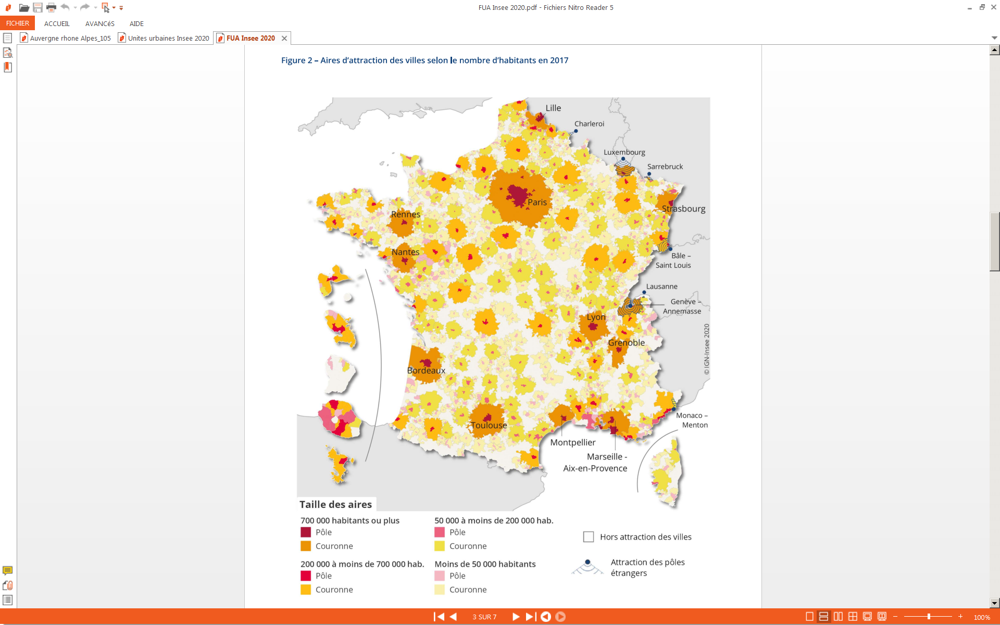 FUA Insee 2020.pdf - Fichiers Nitro Reader 5
FICHIER
ACCUEIL
AVANCéS
AIDE
Auvergne rhone Alpes_105
Unites urbaines Insee 2020
FUA Insee 2020
Figure 2 – Aires d’attraction des villes selon le nombre d’habitants en 2017
Lille
Charleroi
Luxembourg
Sarrebruck
Paris
Strasbourg
Rennes
Nantes
Bâle –
Saint Louis
Lausanne
Genève –
Annemasse
Lyon
Grenoble
Bordeaux
© IGN-Insee 2020
Toulouse
Monaco –
Menton
Montpellier
Marseille -
Aix-en-Provence
Taille des aires
700 000 habitants ou plus
Pôle
Couronne
200 000 à moins de 700 000 hab.
Pôle
Couronne
50 000 à moins de 200 000 hab.
Pôle
Couronne
Moins de 50 000 habitants
Pôle
Couronne
Hors attraction des villes
Attraction des pôles
étrangers
3 SUR 7
100%